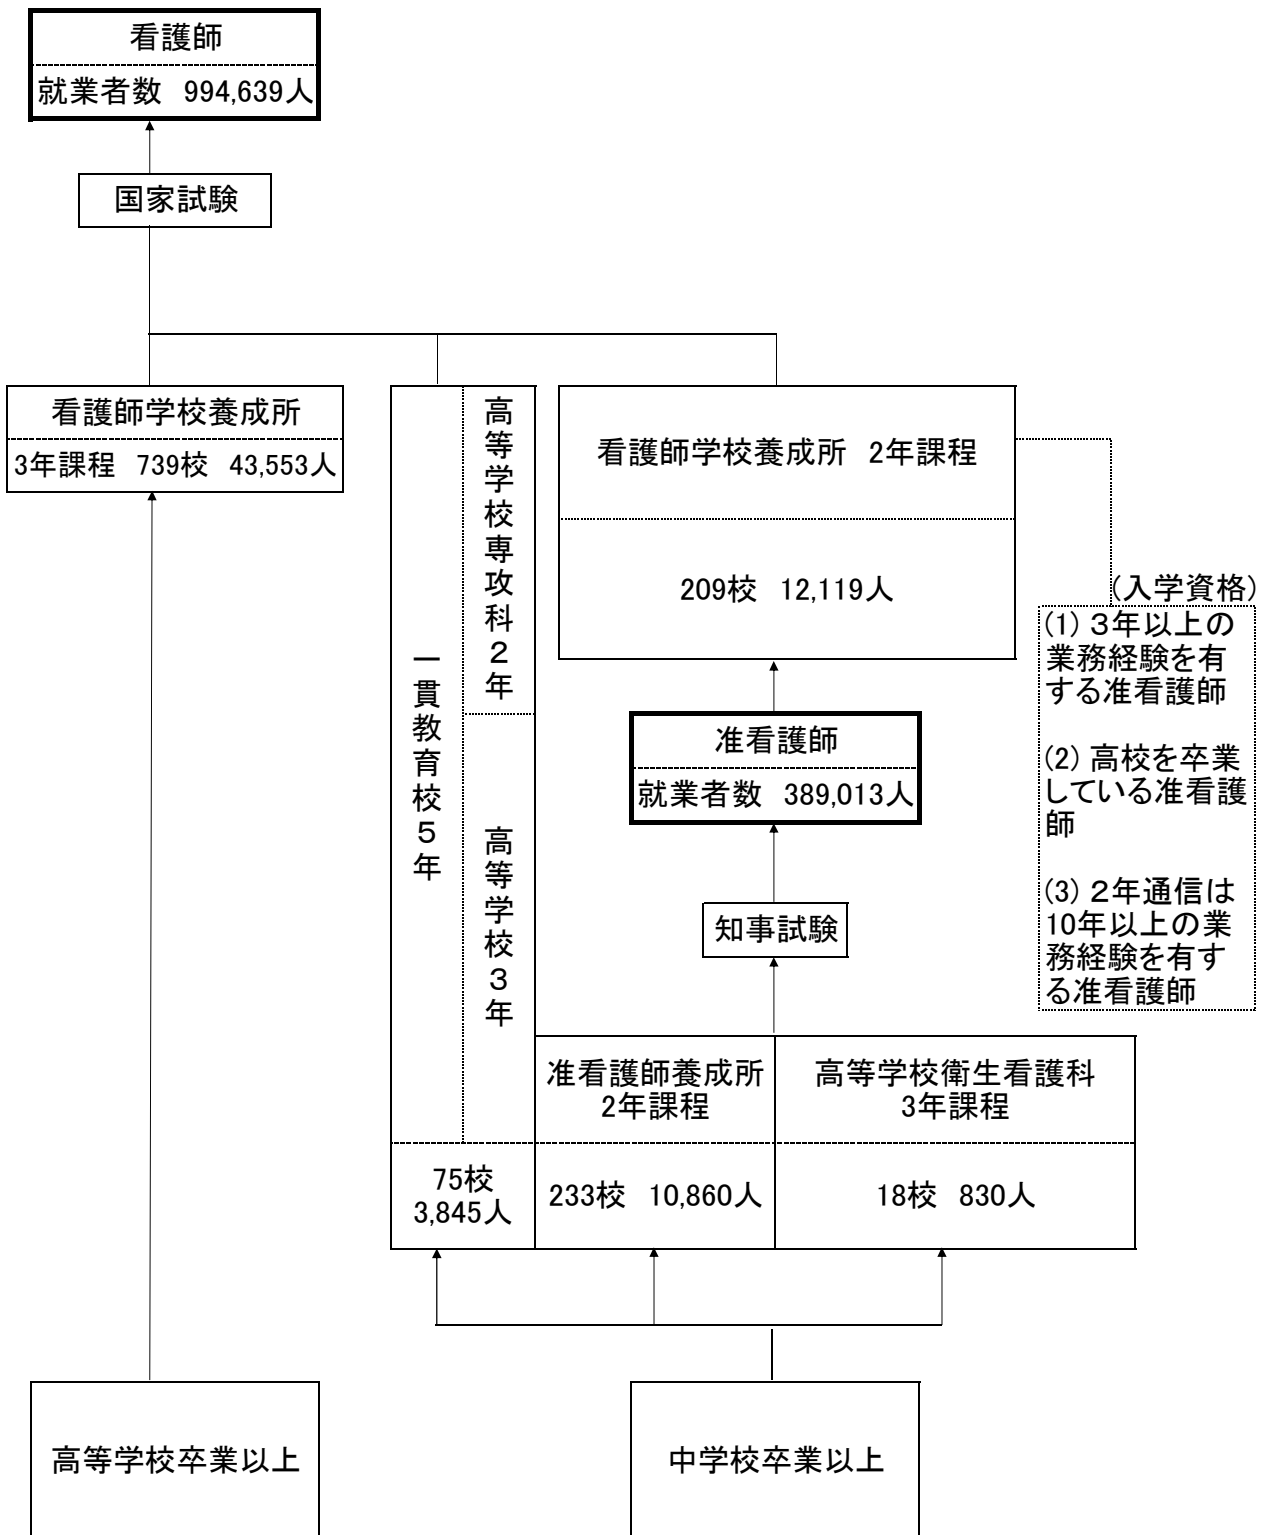 看護師
就業者数 994,639人
国家試験
看護師学校養成所
3年課程 739校 43,553人
一貫教育校５年
高等学校専攻科２年
高等学校３年
75校
3,845人
看護師学校養成所 2年課程
209校 12,119人
(入学資格)
(1) ３年以上の
業務経験を有
する准看護師
(2) 高校を卒業
している准看護
師
(3) ２年通信は
10年以上の業
務経験を有す
る准看護師
准看護師
就業者数 389,013人
知事試験
准看護師養成所
2年課程
233校 10,860人
高等学校衛生看護科
3年課程
18校 830人
高等学校卒業以上
中学校卒業以上